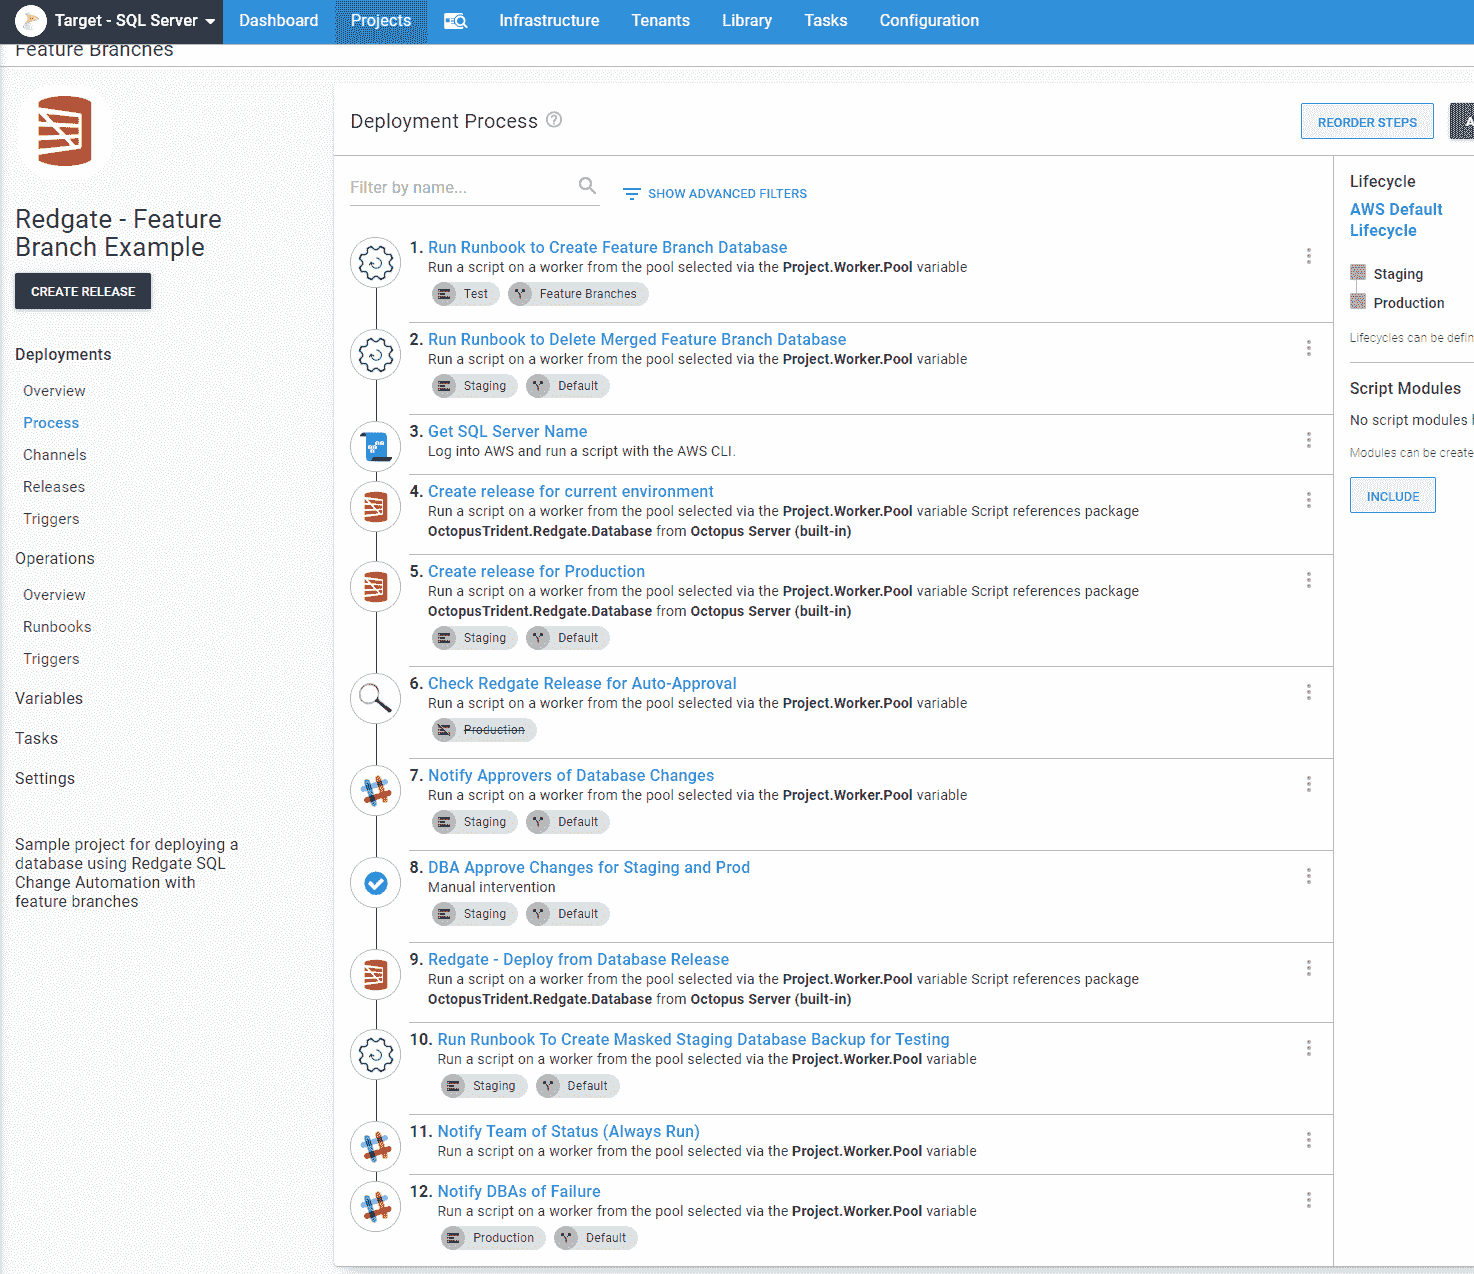 Target - SQL Server
Dashboard
Projects
Infrastructure
Tenants
Library
Tasks
Configuration
Feature Branches
Redgate - Feature
Branch Example
CREATE RELEASE
Deployments
Overview
Process
Channels
Releases
Triggers
Operations
Overview
Runbooks
Triggers
Variables
Tasks
Settings
Sample project for deploying a
database using Redgate SQL
Change Automation with
feature branches
Deployment Process
REORDER STEPS
Filter by name...
SHOW ADVANCED FILTERS
1. Run Runbook to Create Feature Branch Database
Run a script on a worker from the pool selected via the Project.Worker.Pool variable
Test
Feature Branches
2. Run Runbook to Delete Merged Feature Branch Database
Run a script on a worker from the pool selected via the Project.Worker.Pool variable
Staging
Default
3. Get SQL Server Name
Log into AWS and run a script with the AWS CLI.
4. Create release for current environment
Run a script on a worker from the pool selected via the Project.Worker.Pool variable Script references package
OctopusTrident.Redgate.Database from Octopus Server (built-in)
5. Create release for Production
Run a script on a worker from the pool selected via the Project.Worker.Pool variable Script references package
OctopusTrident.Redgate.Database from Octopus Server (built-in)
Staging
Default
6. Check Redgate Release for Auto-Approval
Run a script on a worker from the pool selected via the Project.Worker.Pool variable
Production
7. Notify Approvers of Database Changes
Run a script on a worker from the pool selected via the Project.Worker.Pool variable
Staging
Default
8. DBA Approve Changes for Staging and Prod
Manual intervention
Staging
Default
9. Redgate - Deploy from Database Release
Run a script on a worker from the pool selected via the Project.Worker.Pool variable Script references package
OctopusTrident.Redgate.Database from Octopus Server (built-in)
10. Run Runbook To Create Masked Staging Database Backup for Testing
Run a script on a worker from the pool selected via the Project.Worker.Pool variable
Staging
Default
11. Notify Team of Status (Always Run)
Run a script on a worker from the pool selected via the Project.Worker.Pool variable
12. Notify DBAs of Failure
Run a script on a worker from the pool selected via the Project.Worker.Pool variable
Production
Default
Lifecycle
AWS Default
Lifecycle
Staging
Production
Lifecycles can be defin
Script Modules
No script modules
Modules can be create
INCLUDE